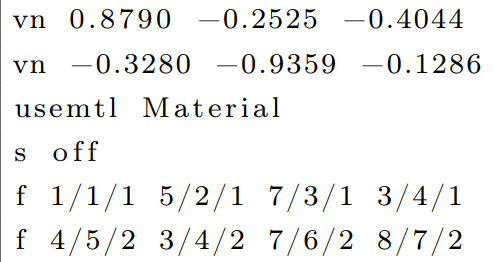 vn 0.8790 −0.2525 −0.4044
vn −0.3280 −0.9359 −0.1286
usemtl Material
s off
f 1/1/1 5/2/1 7/3/1 3/4/1
f 4/5/2 3/4/2 7/6/2 8/7/2